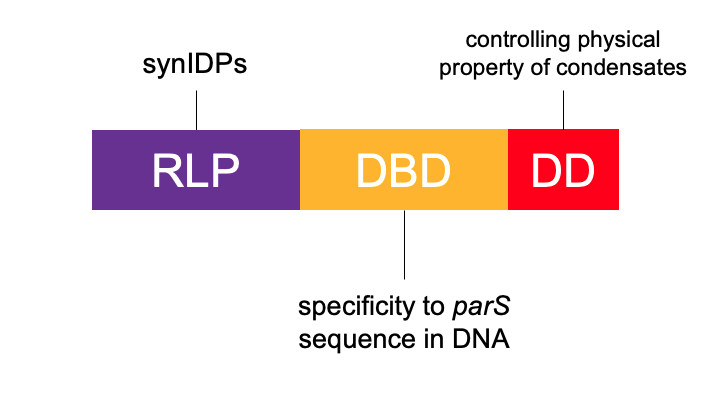 synIDPs
controlling physical
property of condensates
RLP
DBD
DD
specificity to parS
sequence in DNA